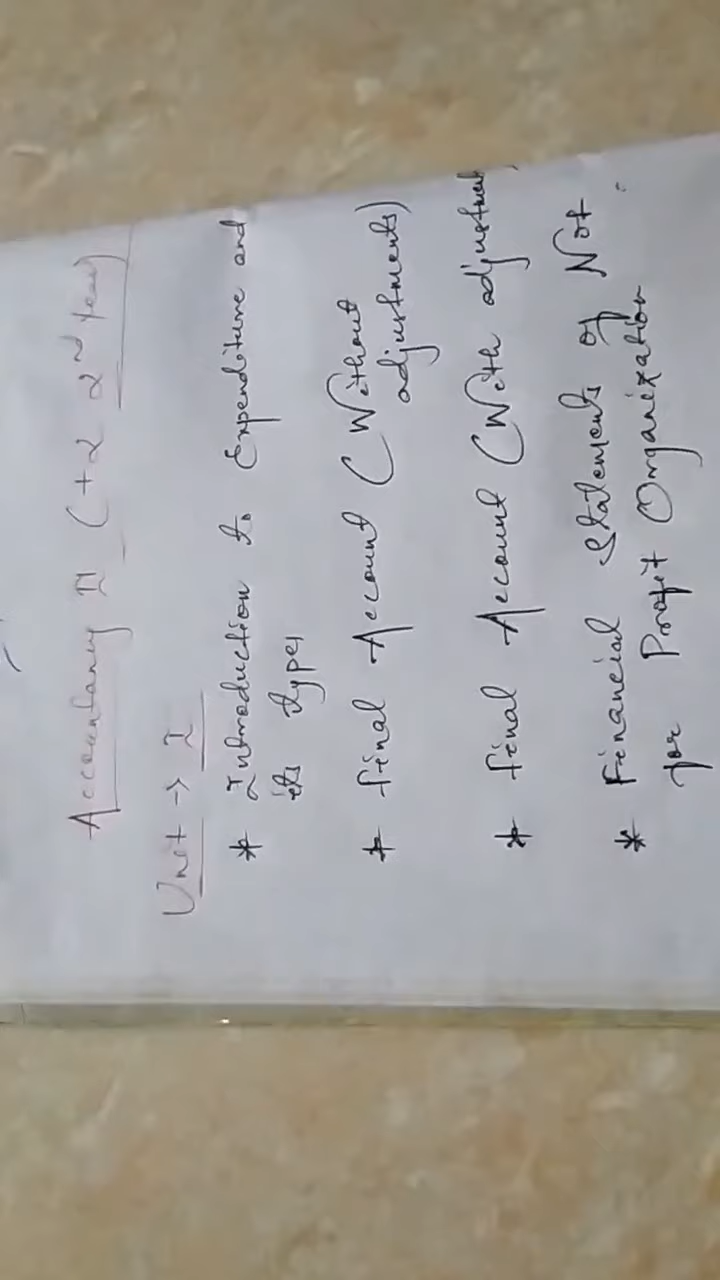 Accountancy II (+2 2nd Year)
Unit → I
* Introduction to Expenditure and
its types
* Final Account (Without
adjustments)
* Final Account (With adjustment
* Financial Statements of Not
for Profit Organization